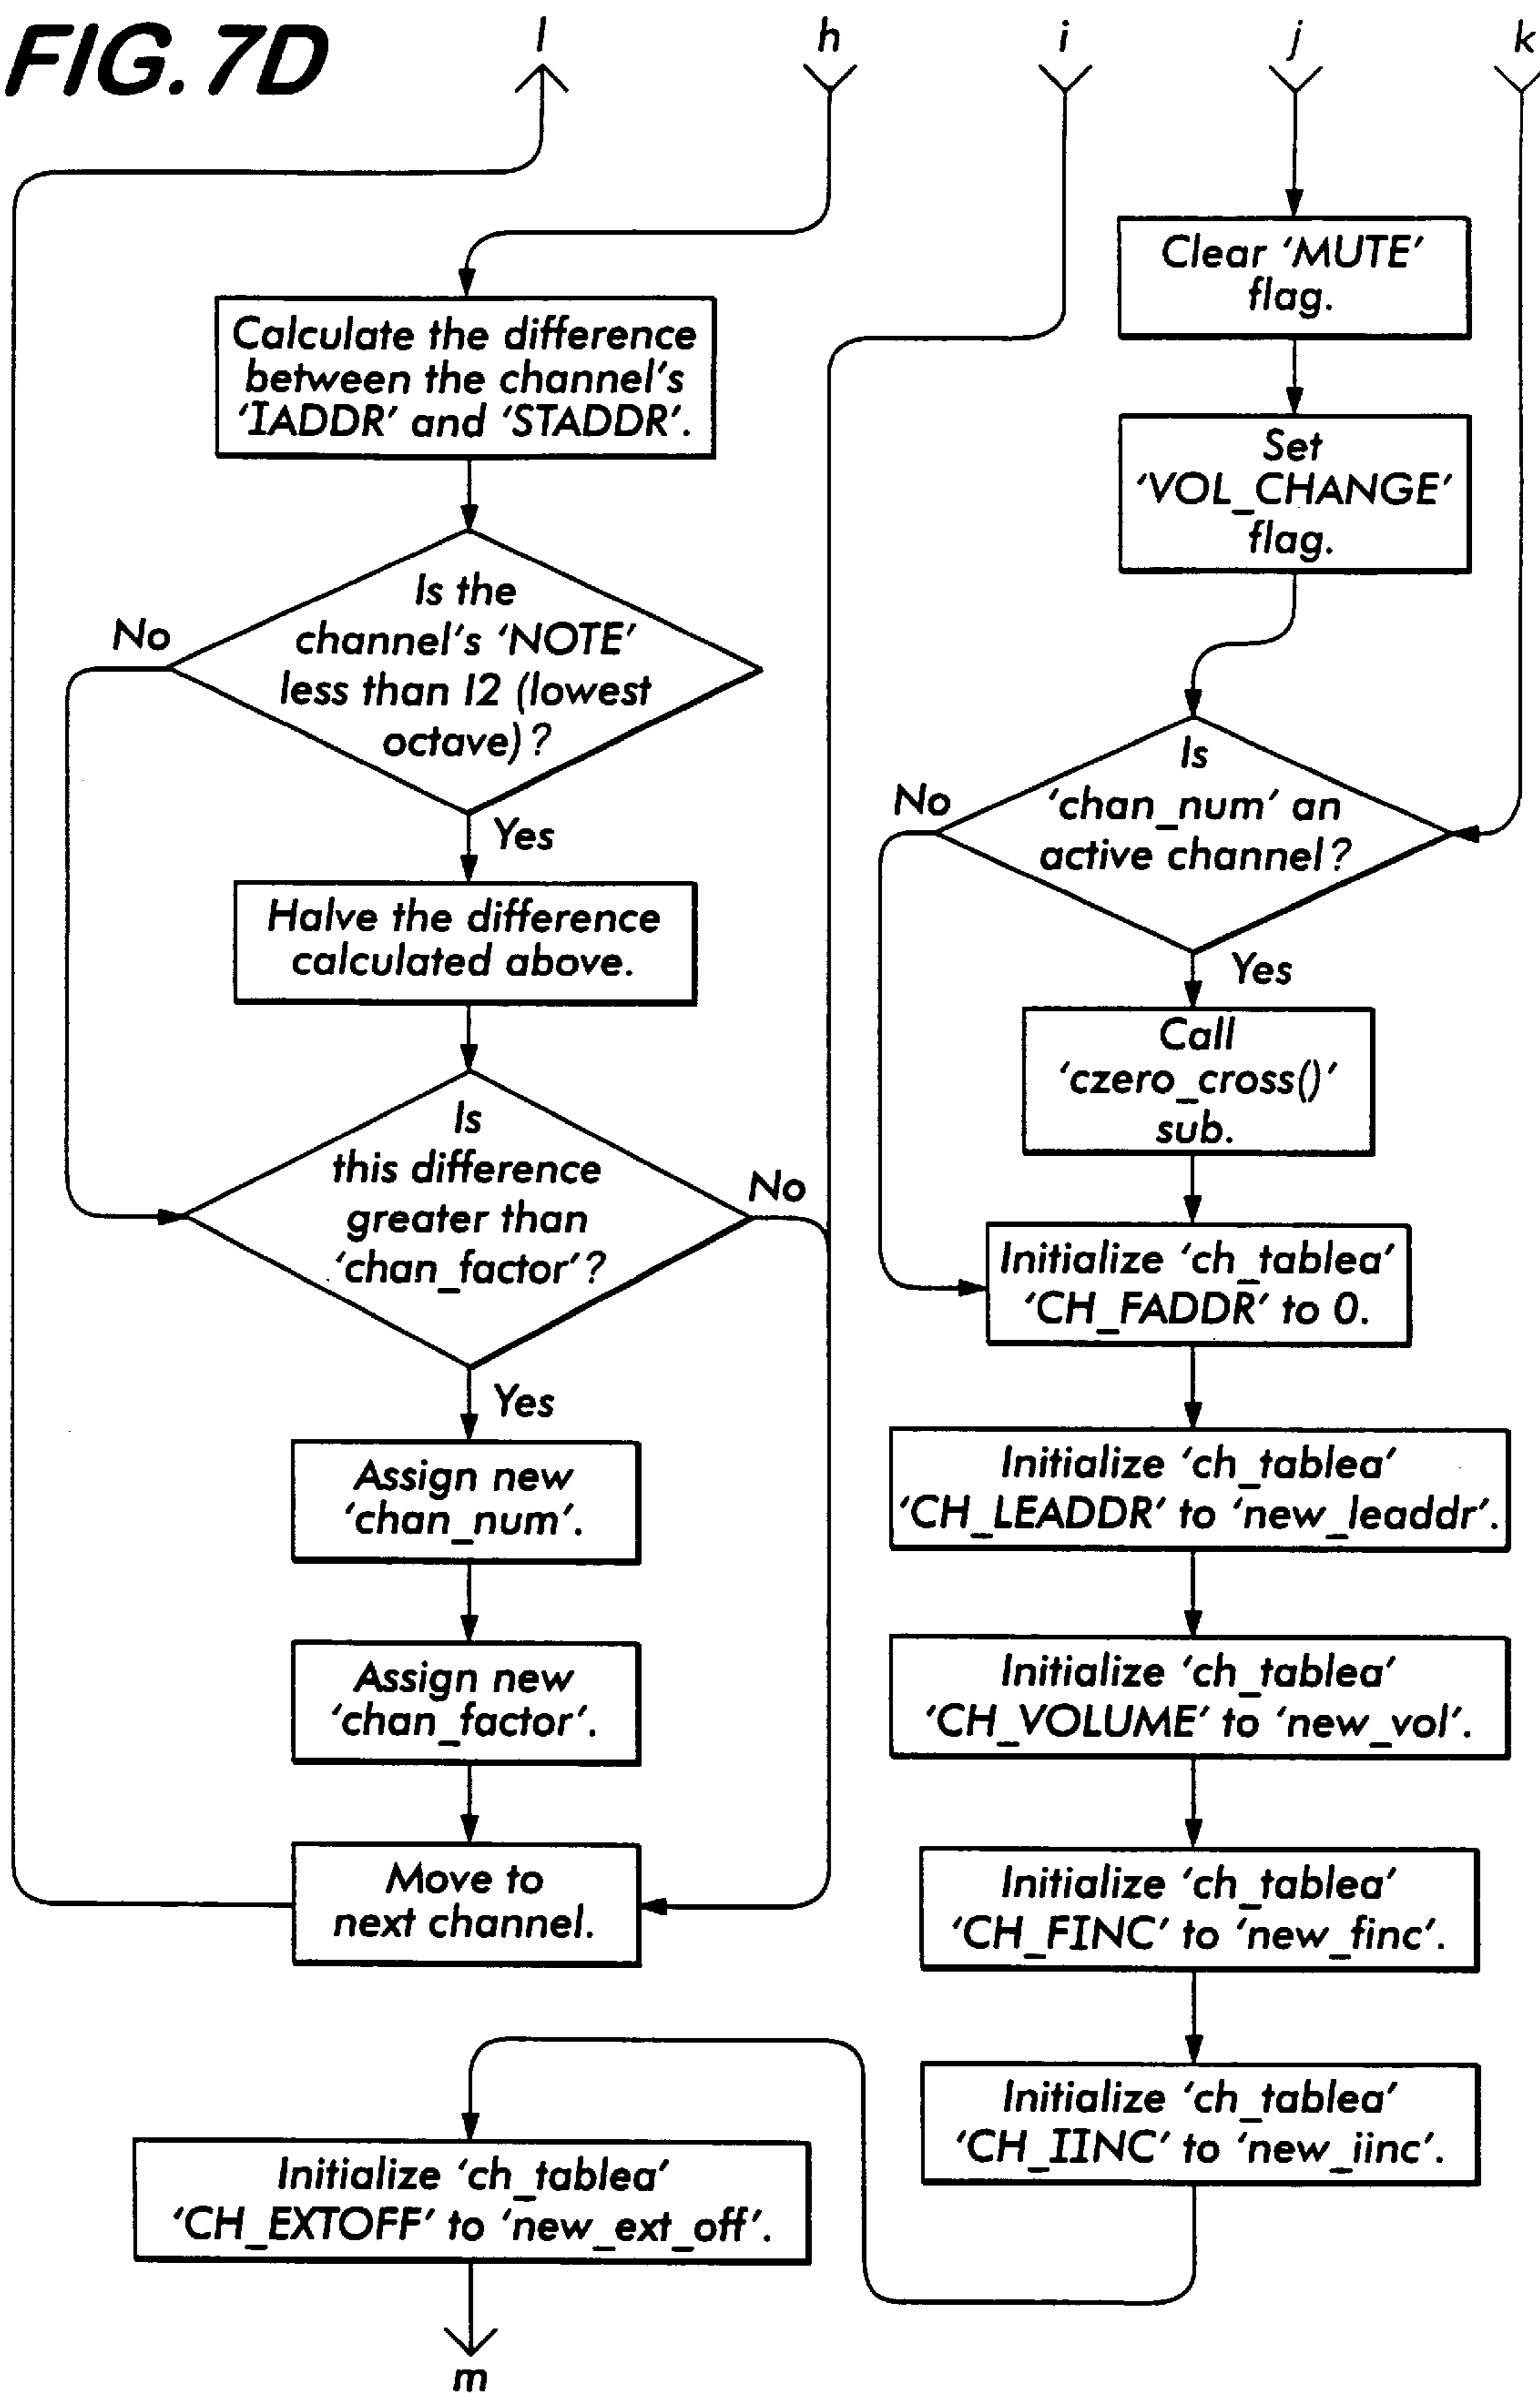 FIG. 7D
l
h
i
j
k
Calculate the difference
between the channel's
'IADDR' and 'STADDR'.
Is the
channel's 'NOTE'
less than 12 (lowest
octave)?
No
Yes
Halve the difference
calculated above.
Is
this difference
greater than
'chan_factor'?
No
Yes
Assign new
'chan_num'.
Assign new
'chan_factor'.
Move to
next channel.
Clear 'MUTE'
flag.
Set
'VOL_CHANGE'
flag.
Is
'chan_num' an
active channel?
No
Yes
Call
'czero_cross()'
sub.
Initialize 'ch_tablea'
'CH_FADDR' to 0.
Initialize 'ch_tablea'
'CH_LEADDR' to 'new_leaddr'.
Initialize 'ch_tablea'
'CH_VOLUME' to 'new_vol'.
Initialize 'ch_tablea'
'CH_FINC' to 'new_finc'.
Initialize 'ch_tablea'
'CH_IINC' to 'new_iinc'.
Initialize 'ch_tablea'
'CH_EXTOFF' to 'new_ext_off'.
m